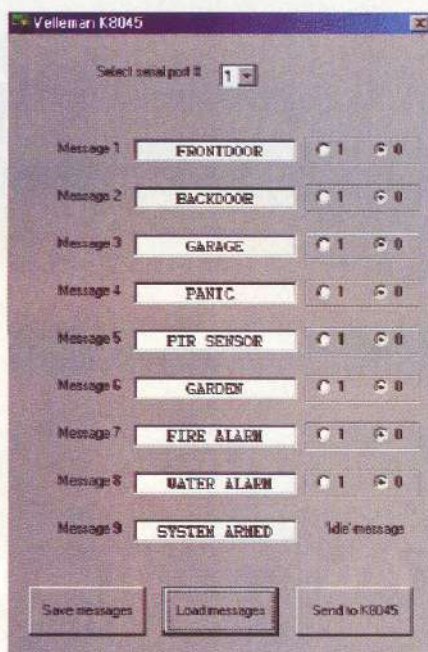 Velleman K8045
Select serial port # 1
Message 1 FRONTDOOR 1 0
Message 2 BACKDOOR 1 0
Message 3 GARAGE 1 0
Message 4 PANIC 1 0
Message 5 PIR SENSOR 1 0
Message 6 GARDEN 1 0
Message 7 FIRE ALARM 1 0
Message 8 WATER ALARM 1 0
Message 9 SYSTEM ARMED 'Idle' message
Save messages Load messages Send to K8045